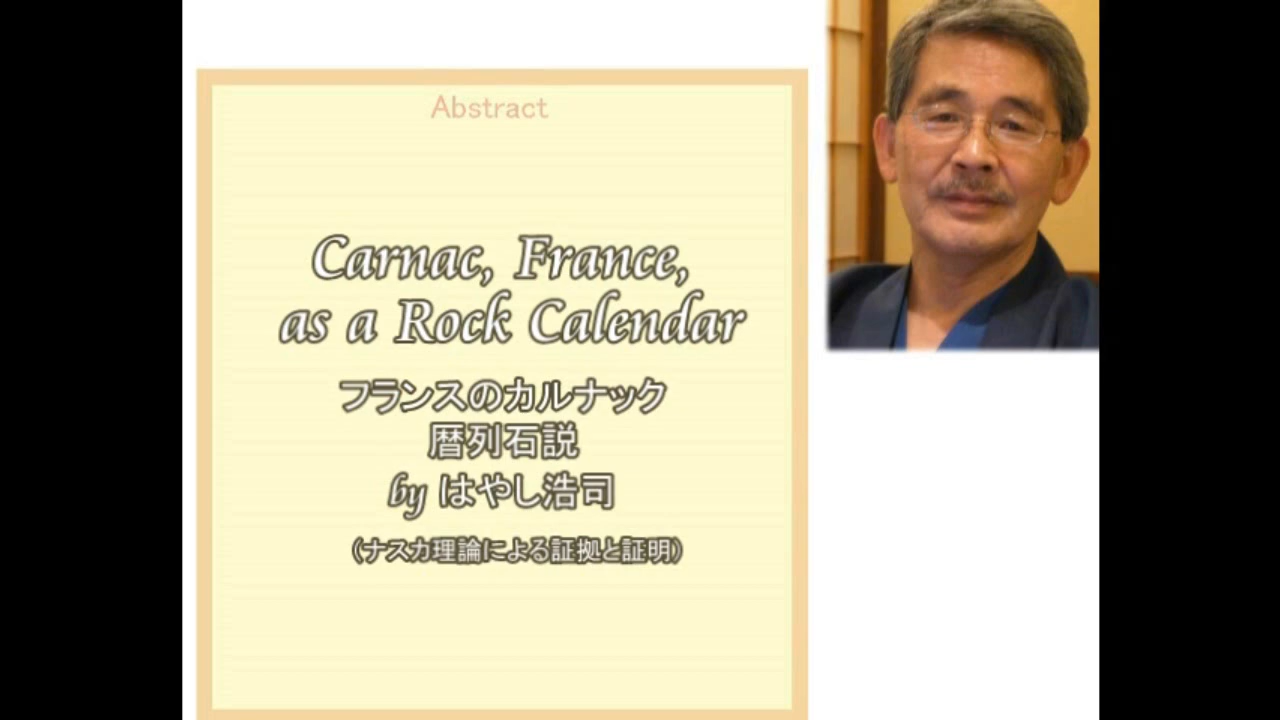 Abstract
Carnac, France,
as a Rock Calendar
フランスのカルナック
暦列石説
by はやし浩司
（ナスカ理論による証拠と証明）